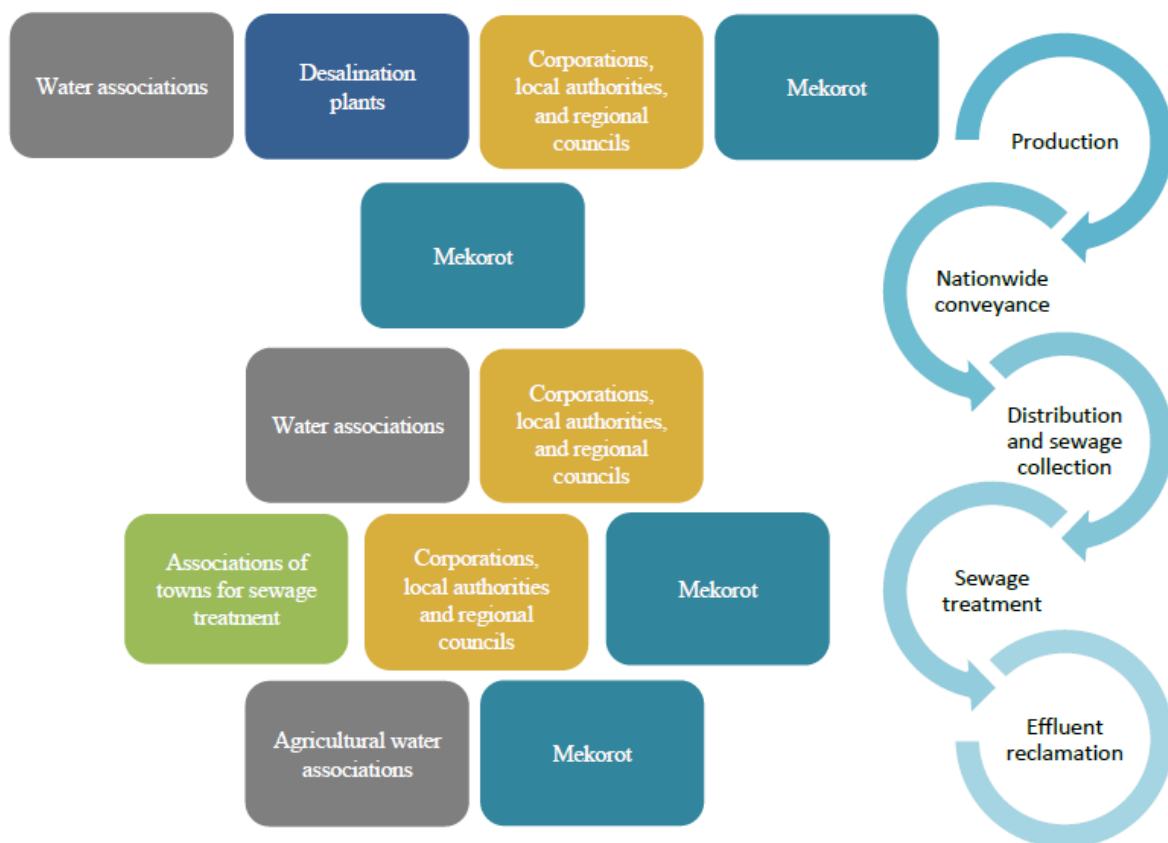 Water associations
Desalination
plants
Corporations,
local authorities,
and regional
councils
Mekorot
Production
Mekorot
Nationwide
conveyance
Water associations
Corporations,
local authorities,
and regional
councils
Distribution
and sewage
collection
Associations of
towns for sewage
treatment
Corporations,
local authorities
and regional
councils
Mekorot
Sewage
treatment
Agricultural water
associations
Mekorot
Effluent
reclamation